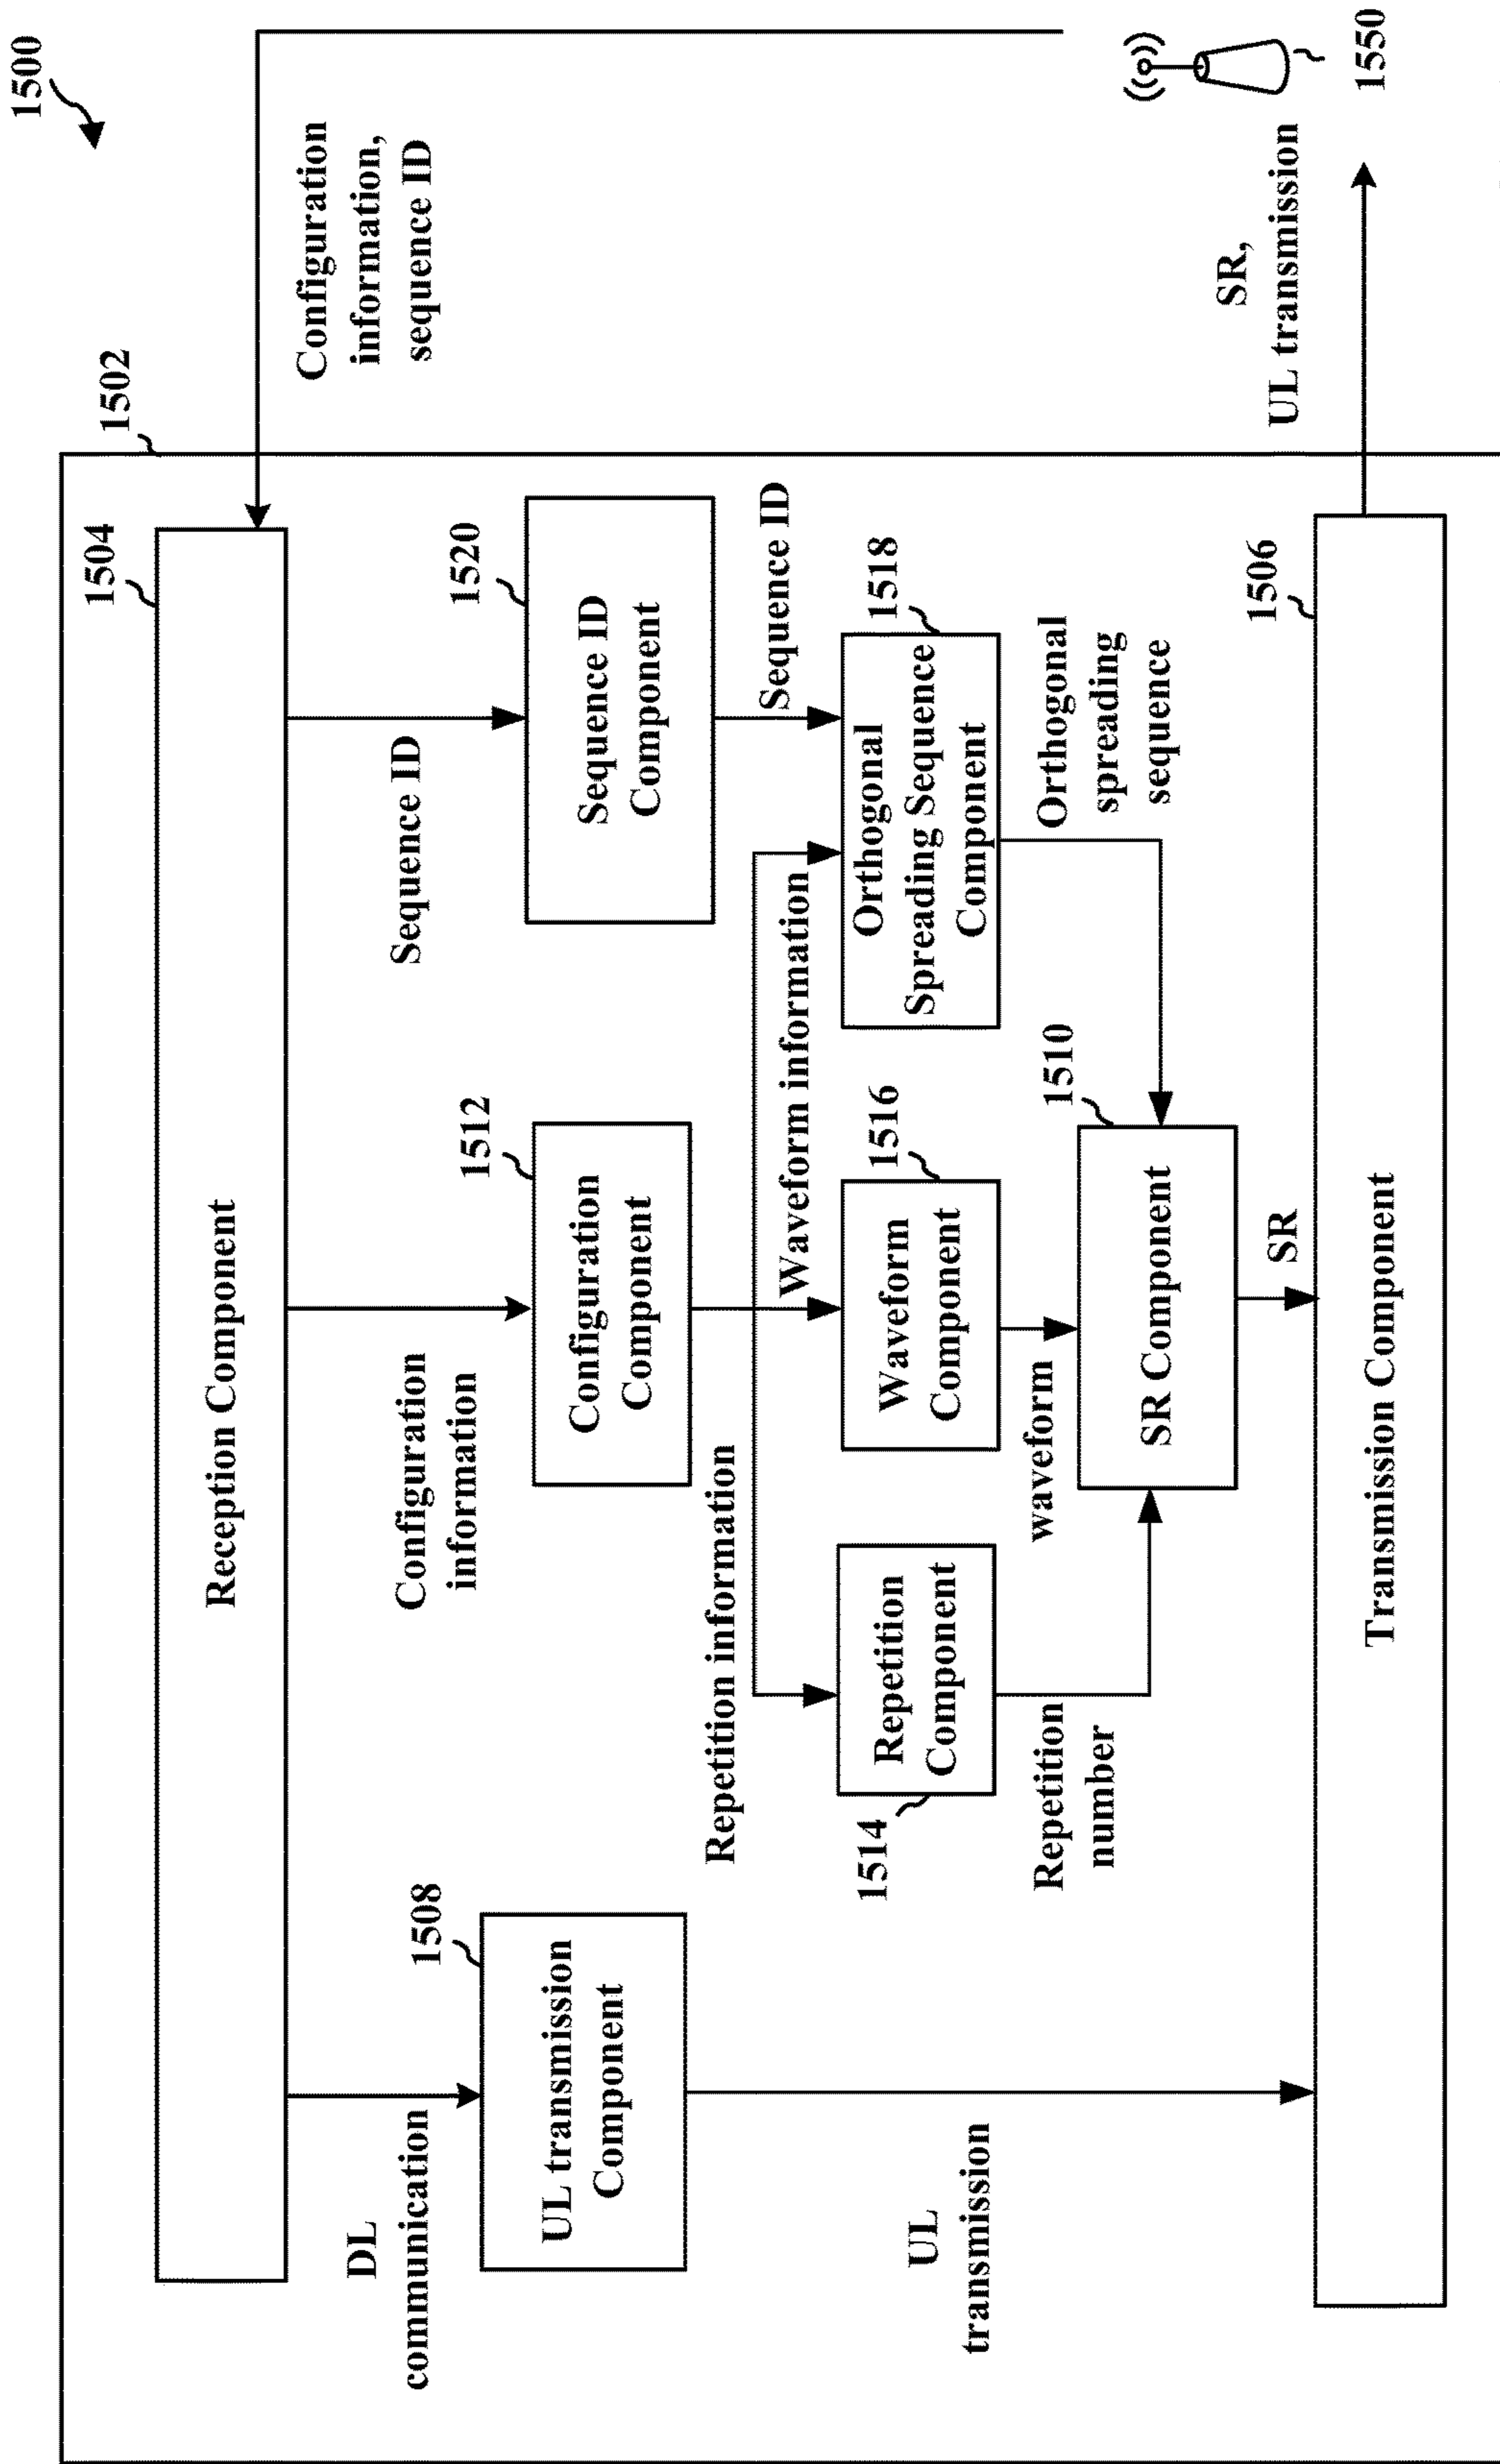 1500
1502
1504
Reception Component
Configuration
information,
sequence ID
DL
communication
Configuration
information
Sequence ID
1508
UL transmission
Component
1512
Configuration
Component
1520
Sequence ID
Component
Repetition information
Waveform information
Sequence ID
1514
Repetition
Component
1516
Waveform
Component
1518
Orthogonal
Spreading Sequence
Component
UL
transmission
Repetition
number
waveform
1510
SR Component
Orthogonal
spreading
sequence
SR
1506
Transmission Component
SR,
UL transmission
1550